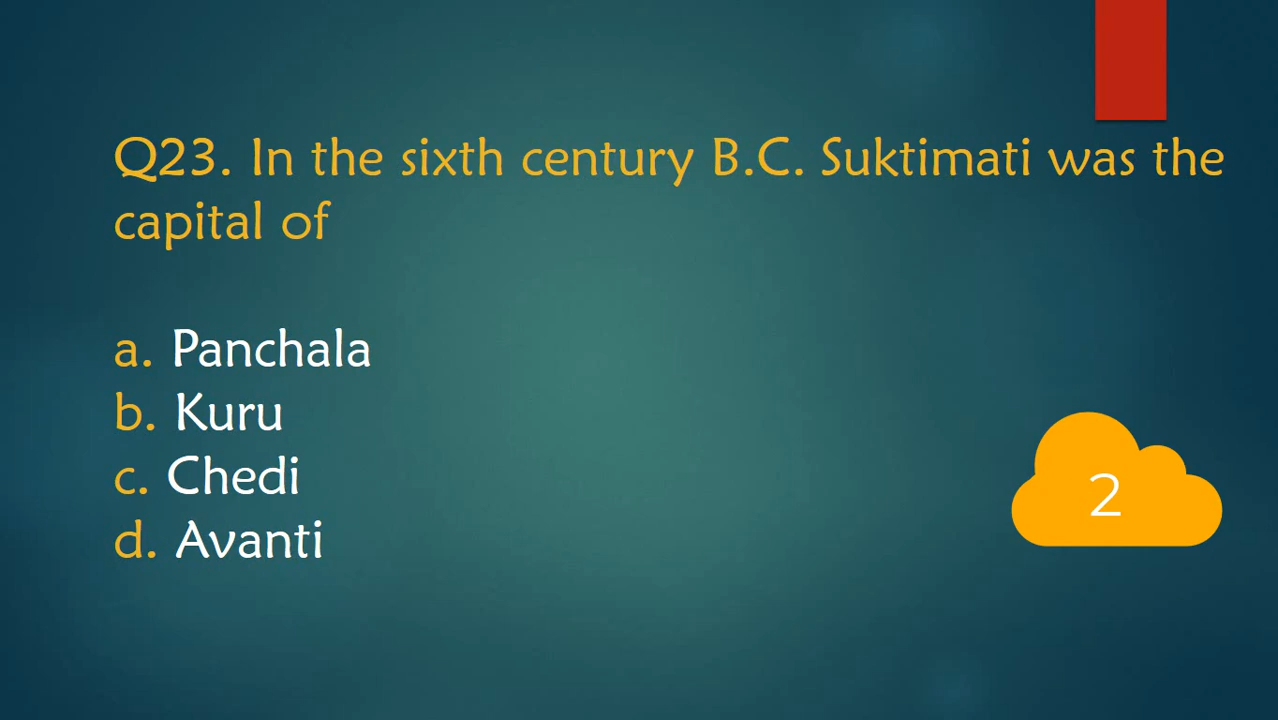 Q23. In the sixth century B.C. Suktimati was the
capital of
a. Panchala
b. Kuru
c. Chedi
d. Avanti
2